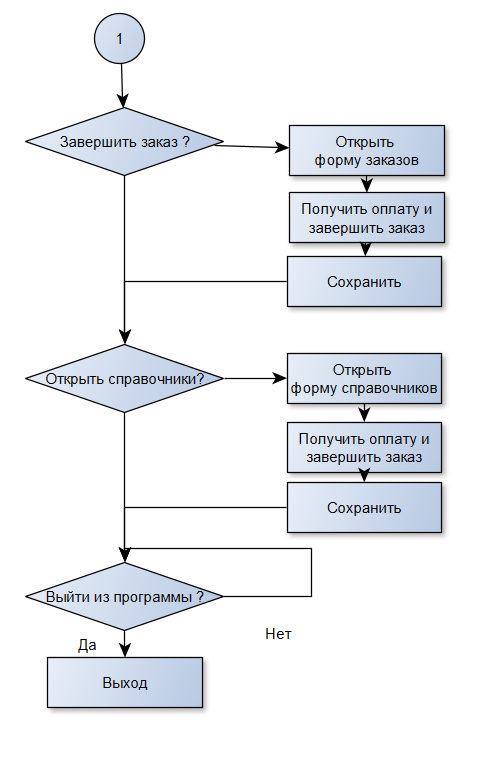 1
Завершить заказ ?
Открыть
форму заказов
Получить оплату и
завершить заказ
Сохранить
Открыть справочники?
Открыть
форму справочников
Получить оплату и
завершить заказ
Сохранить
Выйти из программы ?
Нет
Да
Выход